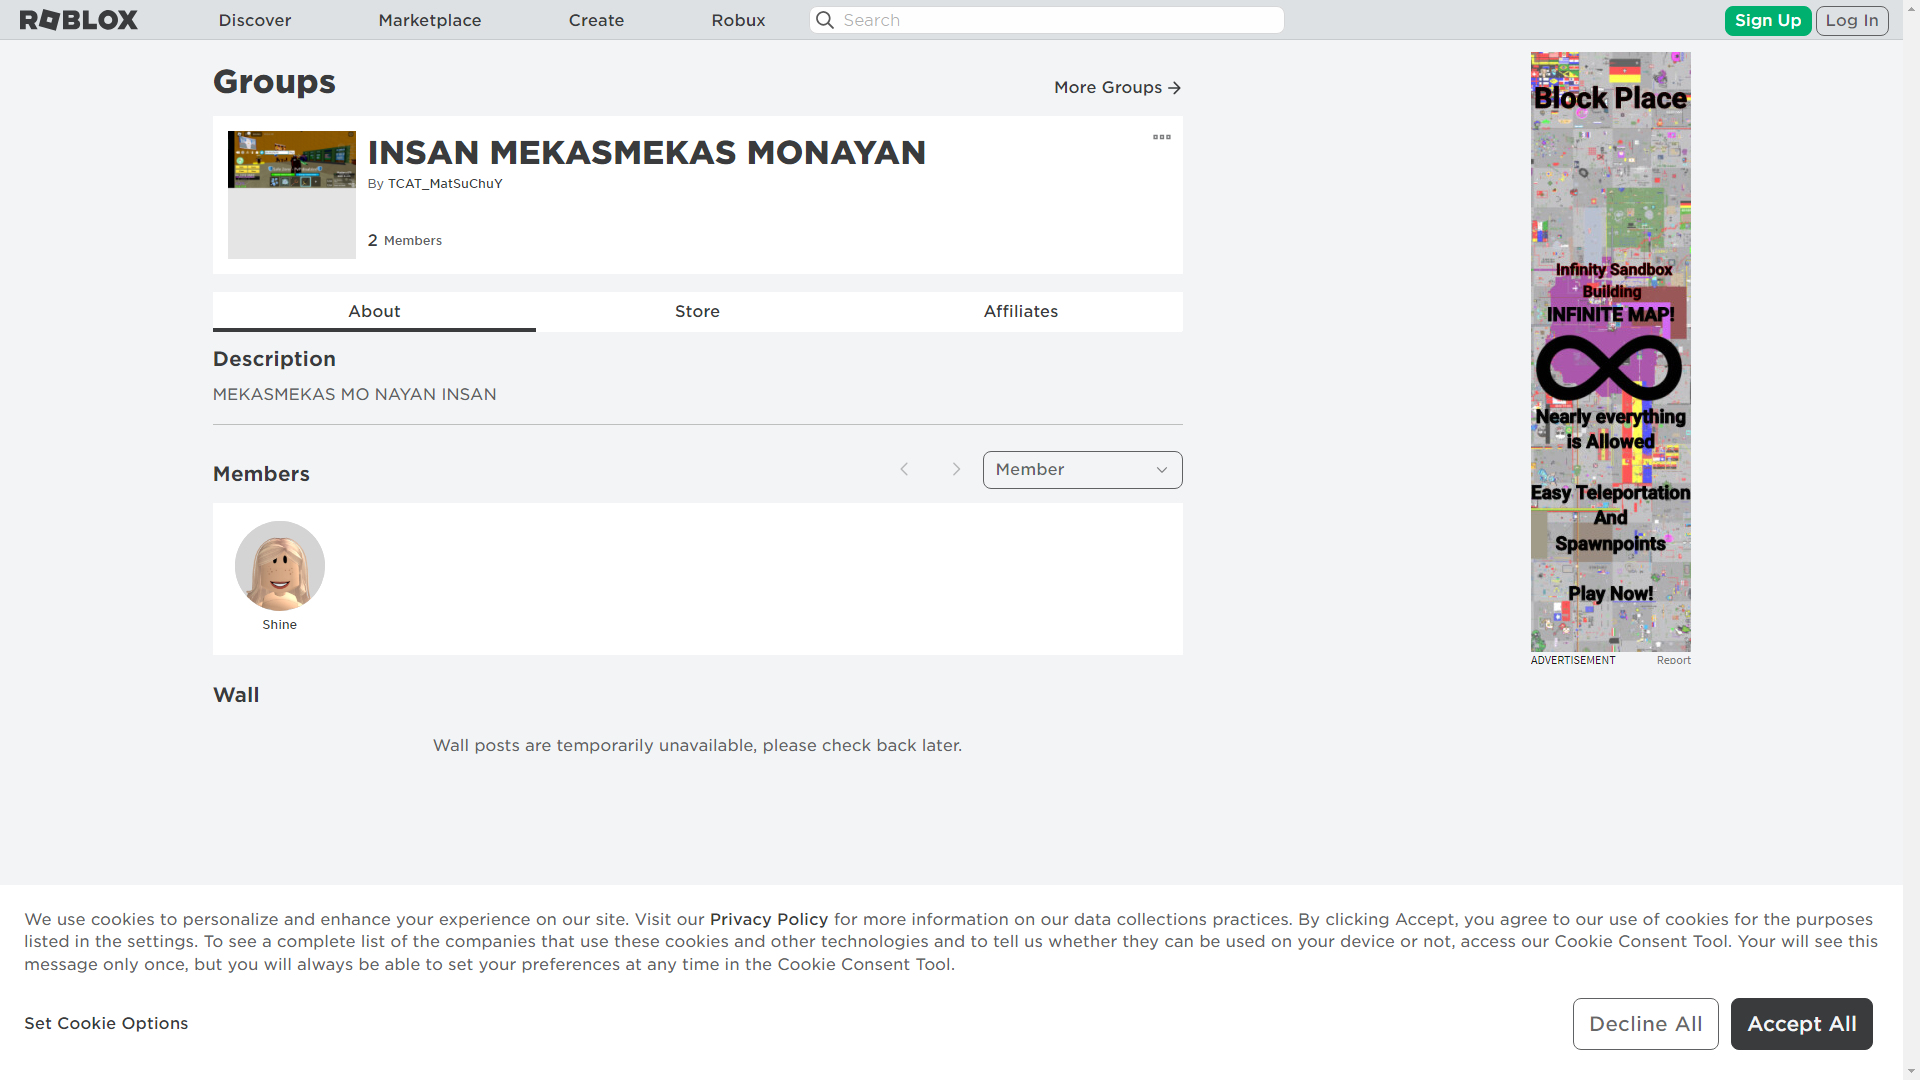 ROBLOX
Discover
Marketplace
Create
Robux
Search
Sign Up
Log In
Groups
More Groups
INSAN MEKASMEKAS MONAYAN
By TCAT_MatSuChuY
2 Members
About
Store
Affiliates
Description
MEKASMEKAS MO NAYAN INSAN
Members
Member
Shine
Wall
Wall posts are temporarily unavailable, please check back later.
Block Place
Infinity Sandbox
Building
INFINITE MAP!
Nearly everything
is Allowed
Easy Teleportation
And
Spawnpoints
Play Now!
ADVERTISEMENT
Report
We use cookies to personalize and enhance your experience on our site. Visit our Privacy Policy for more information on our data collections practices. By clicking Accept, you agree to our use of cookies for the purposes
listed in the settings. To see a complete list of the companies that use these cookies and other technologies and to tell us whether they can be used on your device or not, access our Cookie Consent Tool. Your will see this
message only once, but you will always be able to set your preferences at any time in the Cookie Consent Tool.
Set Cookie Options
Decline All
Accept All